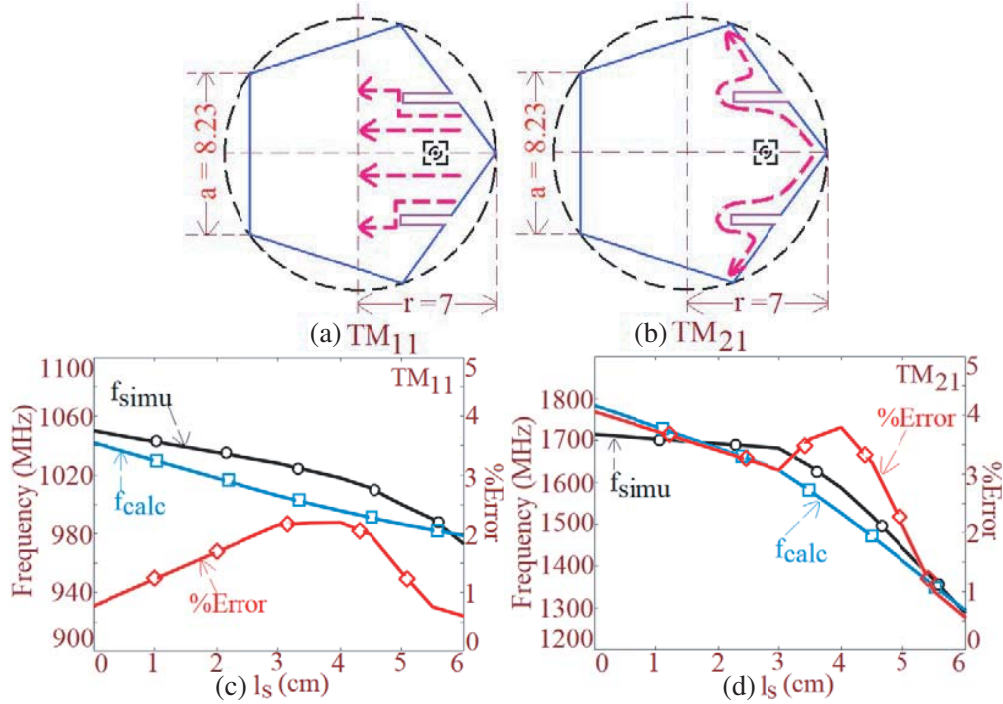 a = 8.23
r =7
(a) TM11
a = 8.23
r =7
(b) TM21
Frequency (MHz)
1100
1060
1020
980
940
900
TM11
fsimu
fcalc
%Error
5
4
3
2
1
0
%Error
0 1 2 3 4 5 6
(c) ls (cm)
Frequency (MHz)
1800
1700
1600
1500
1400
1300
1200
TM21
%Error
fsimu
fcalc
5
4
3
2
1
0
%Error
0 1 2 3 4 5 6
(d) ls (cm)